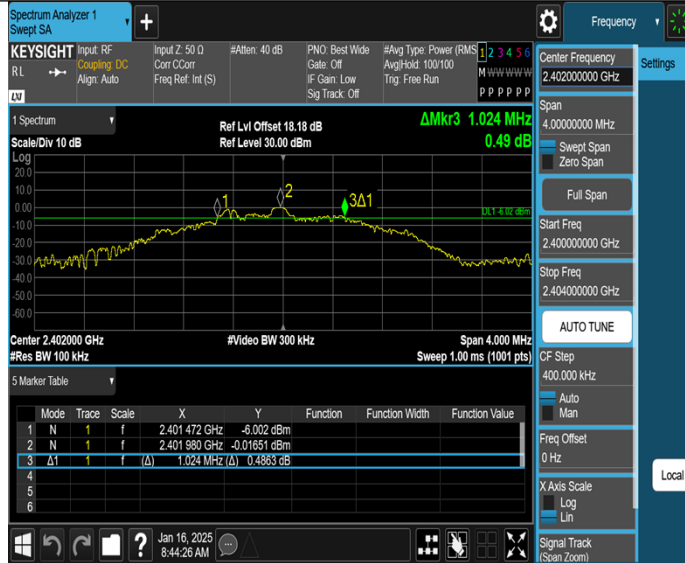 Spectrum Analyzer 1
Swept SA
+
KEYSIGHT
RL
LXI
Input: RF
Coupling: DC
Align: Auto
Input Z: 50 Ω
Corr CCorr
Freq Ref: Int (S)
#Atten: 40 dB
PNO: Best Wide
Gate: Off
IF Gain: Low
Sig Track: Off
#Avg Type: Power (RMS
Avg|Hold: 100/100
Trig: Free Run
1 2 3 4 5 6
M W W W W W
P P P P P P
1 Spectrum
Scale/Div 10 dB
Ref Lvl Offset 18.18 dB
Ref Level 30.00 dBm
ΔMkr3 1.024 MHz
0.49 dB
Log
20.0
10.0
0.00
-10.0
-20.0
-30.0
-40.0
-50.0
-60.0
1
2
3Δ1
DL1 -6.02 dBm
Center 2.402000 GHz
#Video BW 300 kHz
Span 4.000 MHz
#Res BW 100 kHz
Sweep 1.00 ms (1001 pts)
5 Marker Table
Mode Trace Scale X Y Function Function Width Function Value
1 N 1 f 2.401 472 GHz -6.002 dBm
2 N 1 f 2.401 980 GHz -0.01651 dBm
3 Δ1 1 f (Δ) 1.024 MHz (Δ) 0.4863 dB
4
5
6
?
Jan 16, 2025
8:44:26 AM
Frequency
Settings
Center Frequency
2.402000000 GHz
Span
4.00000000 MHz
Swept Span
Zero Span
Full Span
Start Freq
2.400000000 GHz
Stop Freq
2.404000000 GHz
AUTO TUNE
CF Step
400.000 kHz
Auto
Man
Freq Offset
0 Hz
X Axis Scale
Log
Lin
Signal Track
(Span Zoom)
Local